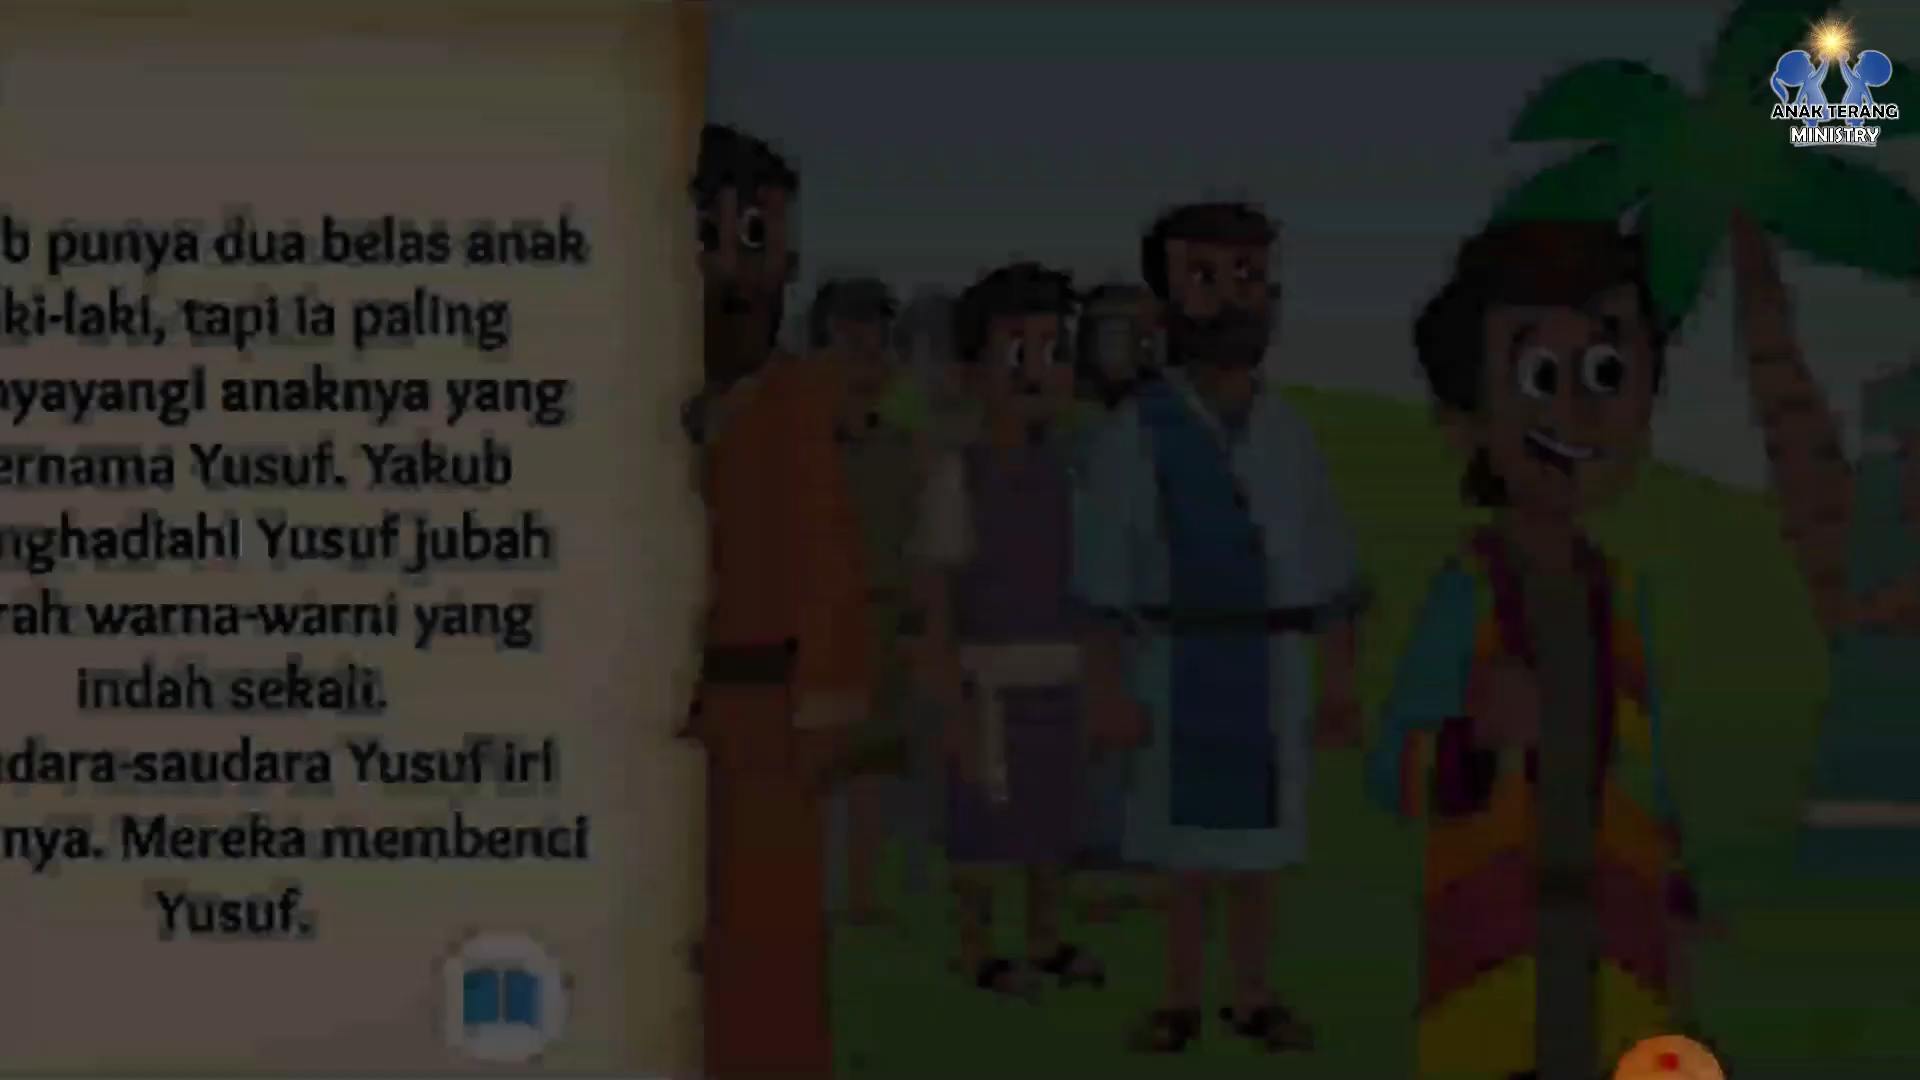 b punya dua belas anak
ki-laki, tapi ia paling
nyayangi anaknya yang
ernama Yusuf. Yakub
nghadiahi Yusuf jubah
rah warna-warni yang
indah sekali.
dara-saudara Yusuf iri
nya. Mereka membenci
Yusuf.
ANAK TERANG
MINISTRY